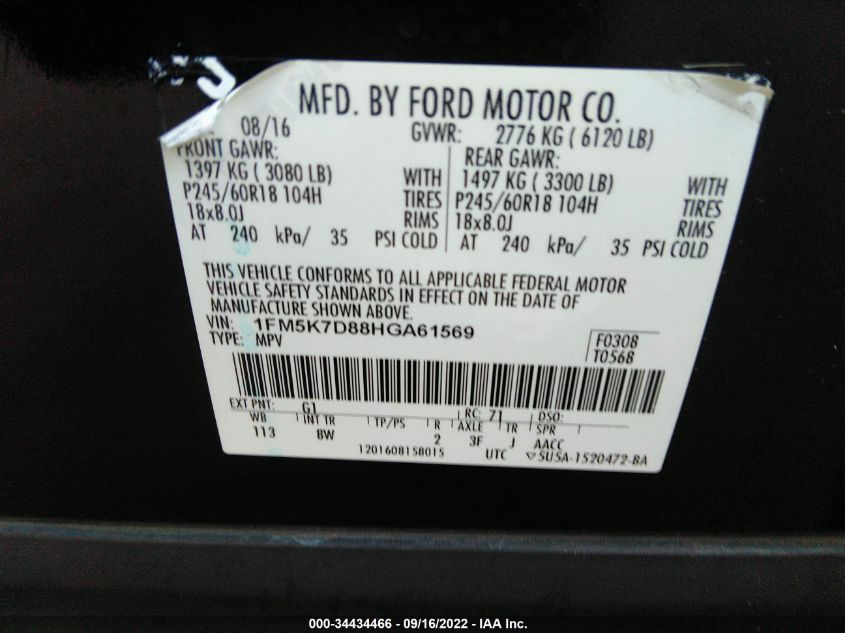 MFD. BY FORD MOTOR CO.
08/16 GVWR: 2776 KG ( 6120 LB)
FRONT GAWR: REAR GAWR:
1397 KG ( 3080 LB) WITH 1497 KG ( 3300 LB) WITH
P245/60R18 104H TIRES P245/60R18 104H TIRES
18x8.0J RIMS 18x8.0J RIMS
AT 240 kPa/ 35 PSI COLD AT 240 kPa/ 35 PSI COLD
THIS VEHICLE CONFORMS TO ALL APPLICABLE FEDERAL MOTOR
VEHICLE SAFETY STANDARDS IN EFFECT ON THE DATE OF
MANUFACTURE SHOWN ABOVE.
VIN: 1FM5K7D88HGA61569 F0308
TYPE: MPV T0568
EXT PNT: G1 RC: 71 DSO:
WB INT TR TP/PS R AXLE TR SPR
113 8W 2 3F J AACC
1201608158015 UTC ▽5U5A-1520472-BA
000-34434466 - 09/16/2022 - IAA Inc.